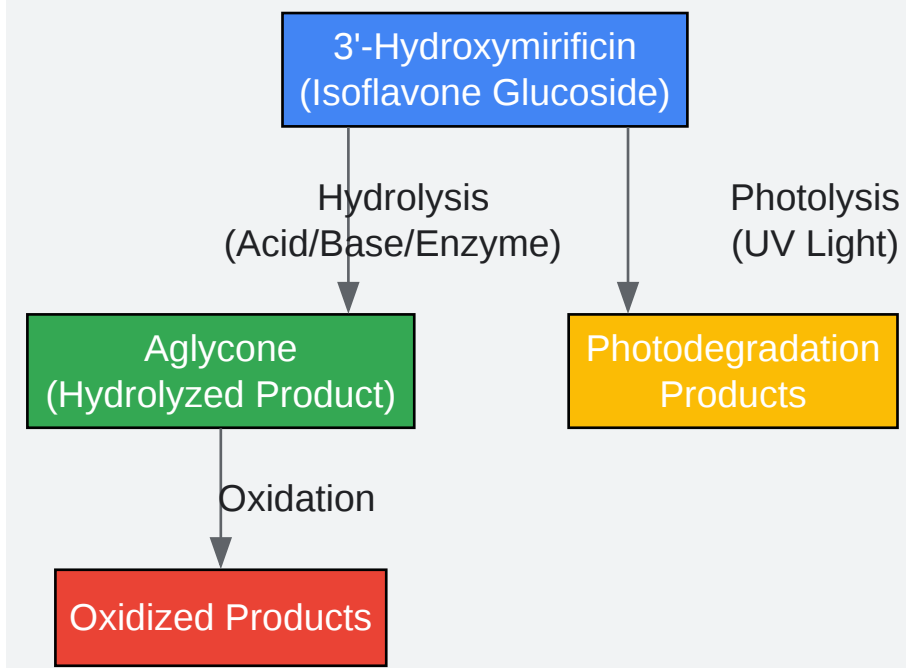 3'-Hydroxymirificin
(Isoflavone Glucoside)
Hydrolysis
(Acid/Base/Enzyme)
Photolysis
(UV Light)
Aglycone
(Hydrolyzed Product)
Photodegradation
Products
Oxidation
Oxidized Products